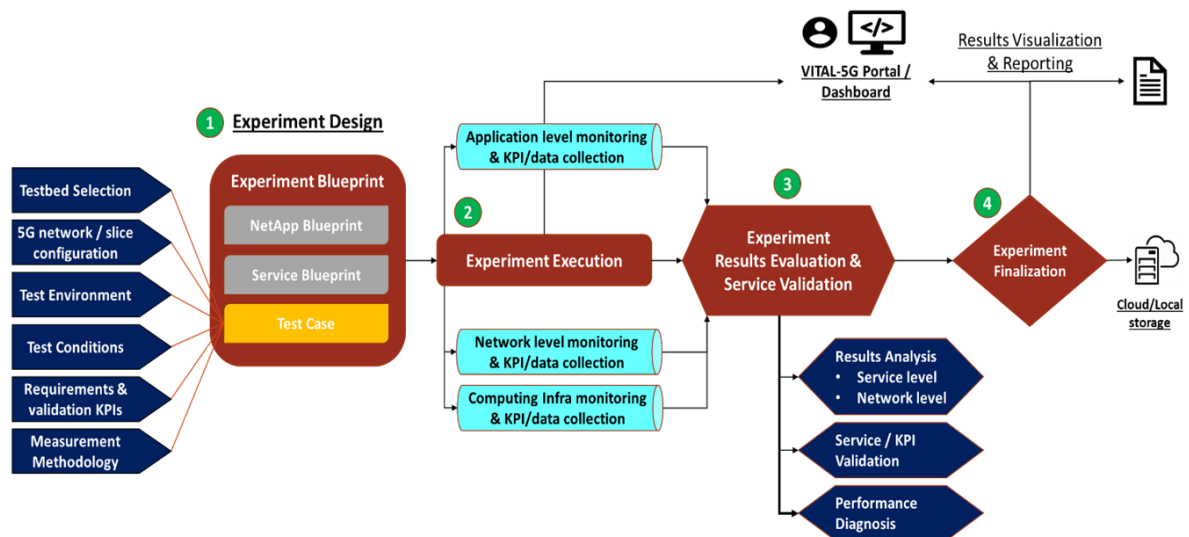 1
Experiment Design
Testbed Selection
5G network / slice
configuration
Test Environment
Test Conditions
Requirements &
validation KPIs
Measurement
Methodology
Experiment Blueprint
NetApp Blueprint
Service Blueprint
Test Case
Application level monitoring
& KPI/data collection
2
Experiment Execution
Network level monitoring
& KPI/data collection
Computing Infra monitoring
& KPI/data collection
</>
VITAL-5G Portal /
Dashboard
Results Visualization
& Reporting
3
Experiment
Results Evaluation &
Service Validation
Results Analysis
• Service level
• Network level
Service / KPI
Validation
Performance
Diagnosis
4
Experiment
Finalization
Cloud/Local
storage